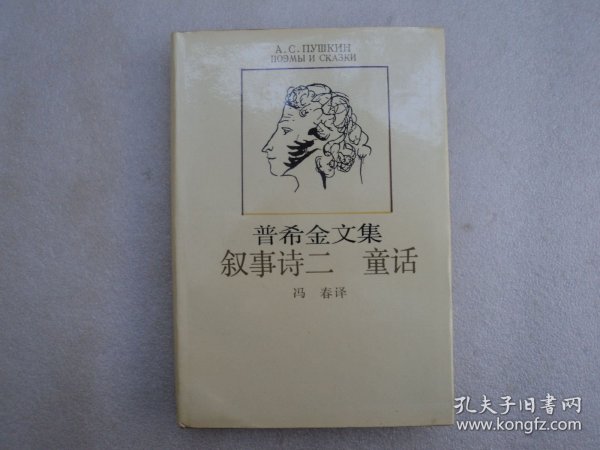 А.С.ПУШКИН
ПОЭМЫ И СКАЗКИ
普希金文集
叙事诗二 童话
冯 春译
孔夫子旧书网
www.kongfz.com